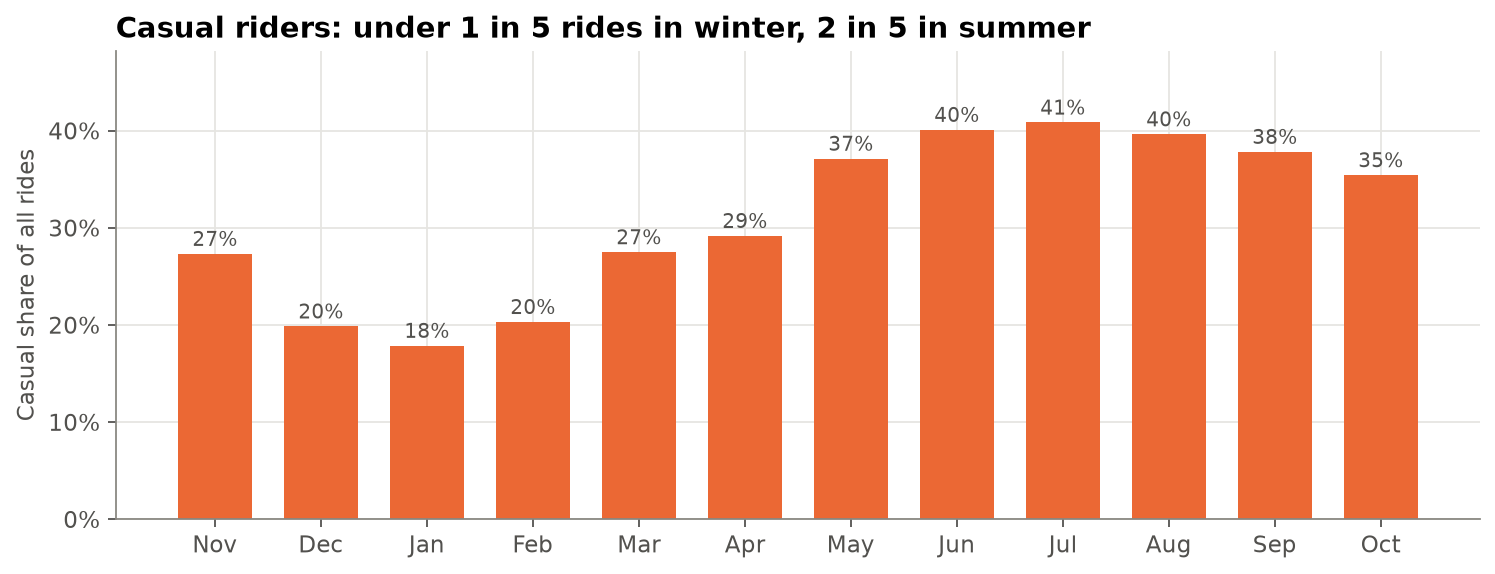 Casual riders: under 1 in 5 rides in winter, 2 in 5 in summer
Casual share of all rides
40%
30%
20%
10%
0%
27%
20%
18%
20%
27%
29%
37%
40%
41%
40%
38%
35%
Nov
Dec
Jan
Feb
Mar
Apr
May
Jun
Jul
Aug
Sep
Oct